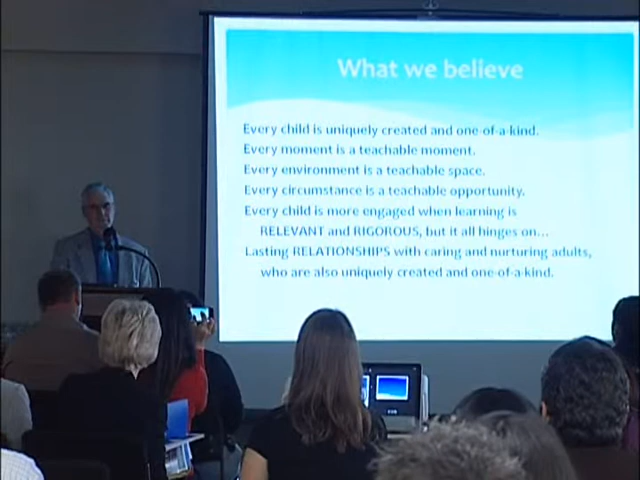 What we believe
Every child is uniquely created and one-of-a-kind.
Every moment is a teachable moment.
Every environment is a teachable space.
Every circumstance is a teachable opportunity.
Every child is more engaged when learning is
RELEVANT and RIGOROUS, but it all hinges on...
Lasting RELATIONSHIPS with caring and nurturing adults,
who are also uniquely created and one-of-a-kind.